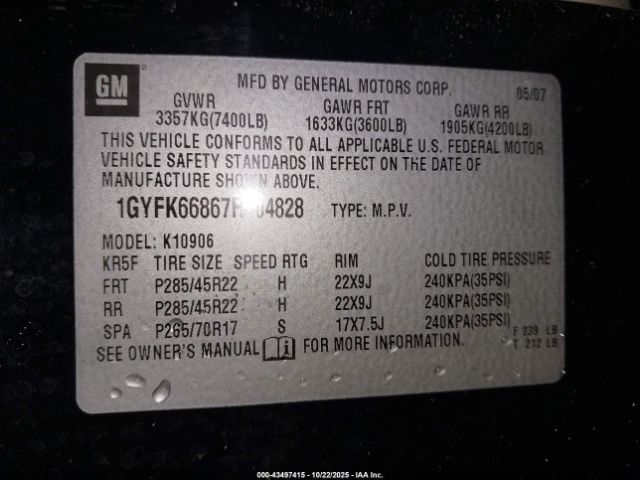 GM
MFD BY GENERAL MOTORS CORP. 05/07
GVWR GAWR FRT GAWR RR
3357KG(7400LB) 1633KG(3600LB) 1905KG(4200LB)
THIS VEHICLE CONFORMS TO ALL APPLICABLE U.S. FEDERAL MOTOR
VEHICLE SAFETY STANDARDS IN EFFECT ON THE DATE OF
MANUFACTURE SHOWN ABOVE.
TYPE: M.P.V.
MODEL: K10906
KR5F TIRE SIZE SPEED RTG RIM COLD TIRE PRESSURE
FRT P285/45R22 H 22X9J 240KPA(35PSI)
RR P285/45R22 H 22X9J 240KPA(35PSI)
SPA P265/70R17 S 17X7.5J 240KPA(35PSI)
F 239 LB
T 212 LB
SEE OWNER'S MANUAL FOR MORE INFORMATION.
000-43497415 - 10/22/2025 - IAA Inc.